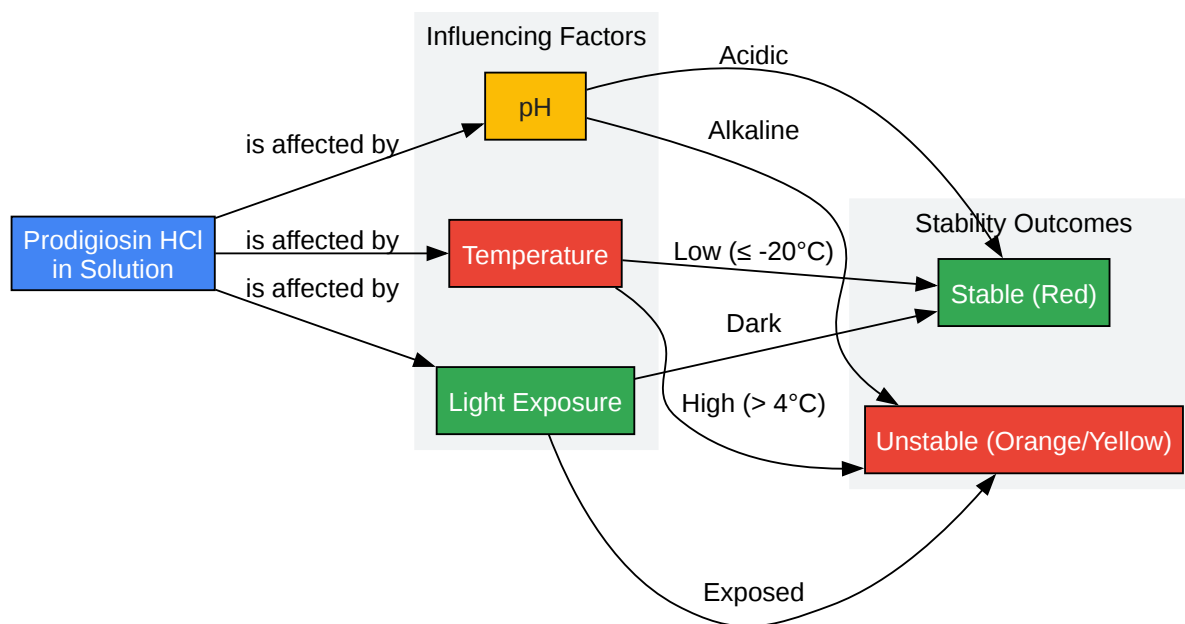 Influencing Factors
pH
Acidic
Alkaline
is affected by
Prodigiosin HCl
in Solution
is affected by
Temperature
Low (≤ -20°C)
Stability Outcomes
Stable (Red)
is affected by
Dark
Light Exposure
High (> 4°C)
Unstable (Orange/Yellow)
Exposed